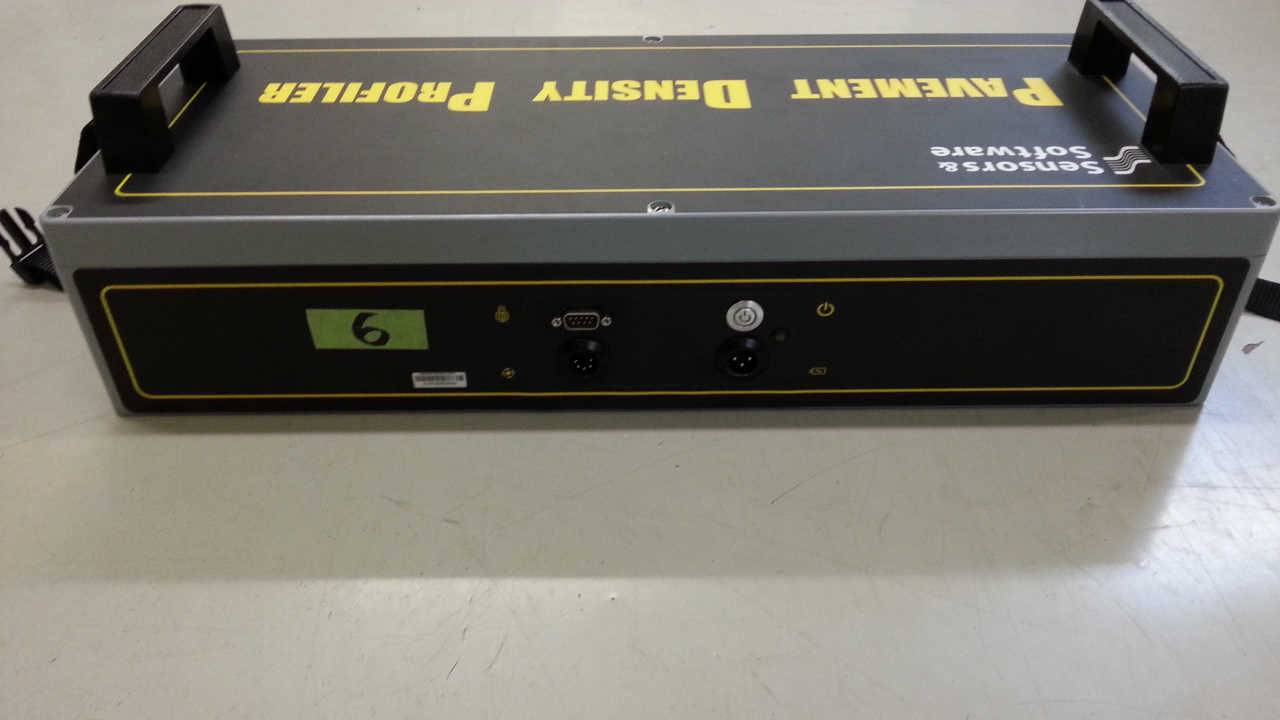 PAVEMENT DENSITY PROFILER
Sensors &
Software
6